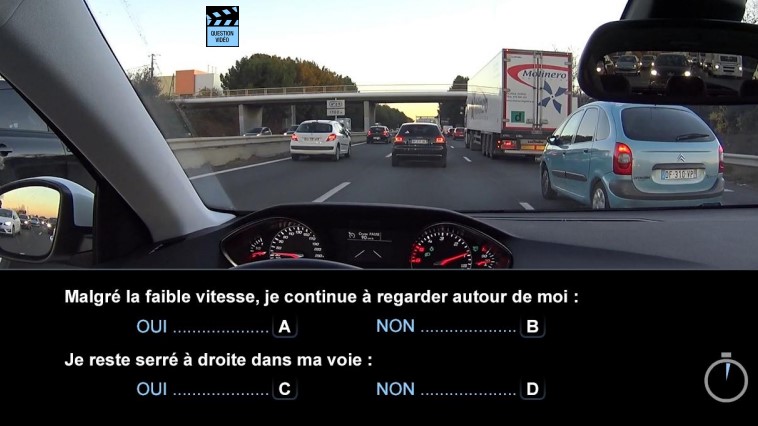 QUESTION
VIDÉO
Molinero
Malgré la faible vitesse, je continue à regarder autour de moi :
OUI .................... A NON .................... B
Je reste serré à droite dans ma voie :
OUI .................... C NON .................... D